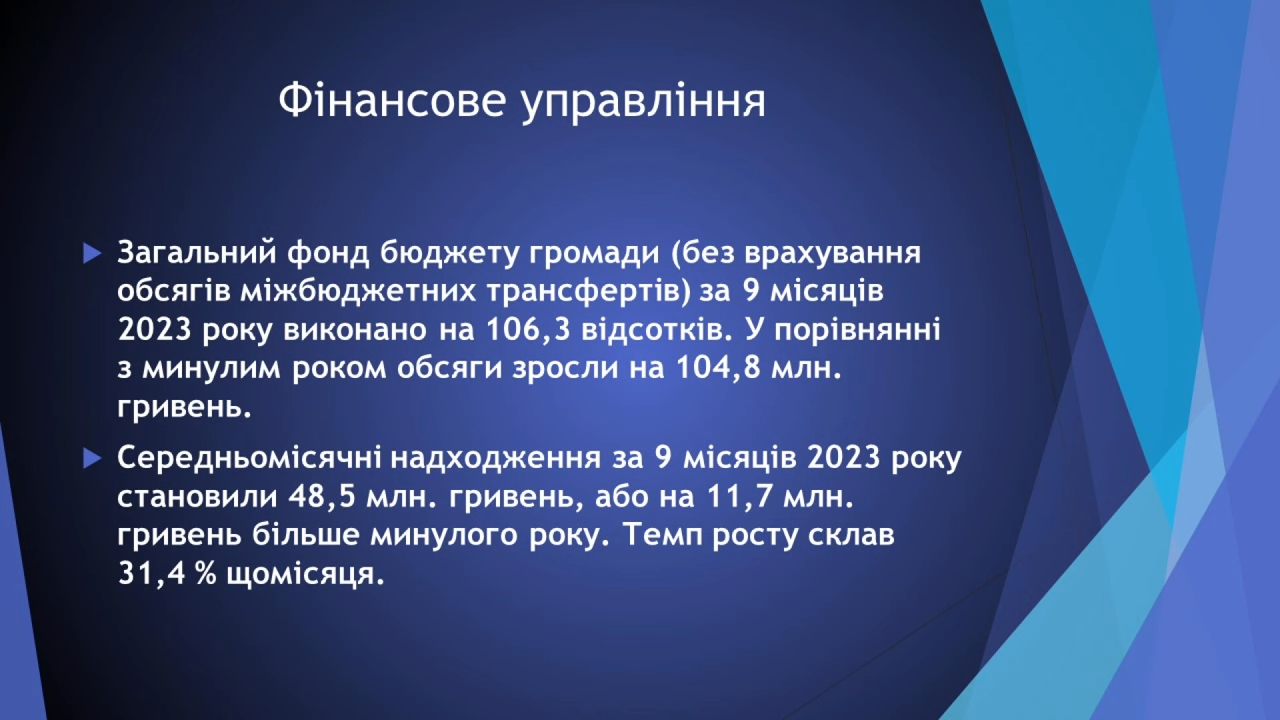 Фінансове управління
Загальний фонд бюджету громади (без врахування
обсягів міжбюджетних трансфертів) за 9 місяців
2023 року виконано на 106,3 відсотків. У порівнянні
з минулим роком обсяги зросли на 104,8 млн.
гривень.
Середньомісячні надходження за 9 місяців 2023 року
становили 48,5 млн. гривень, або на 11,7 млн.
гривень більше минулого року. Темп росту склав
31,4 % щомісяця.